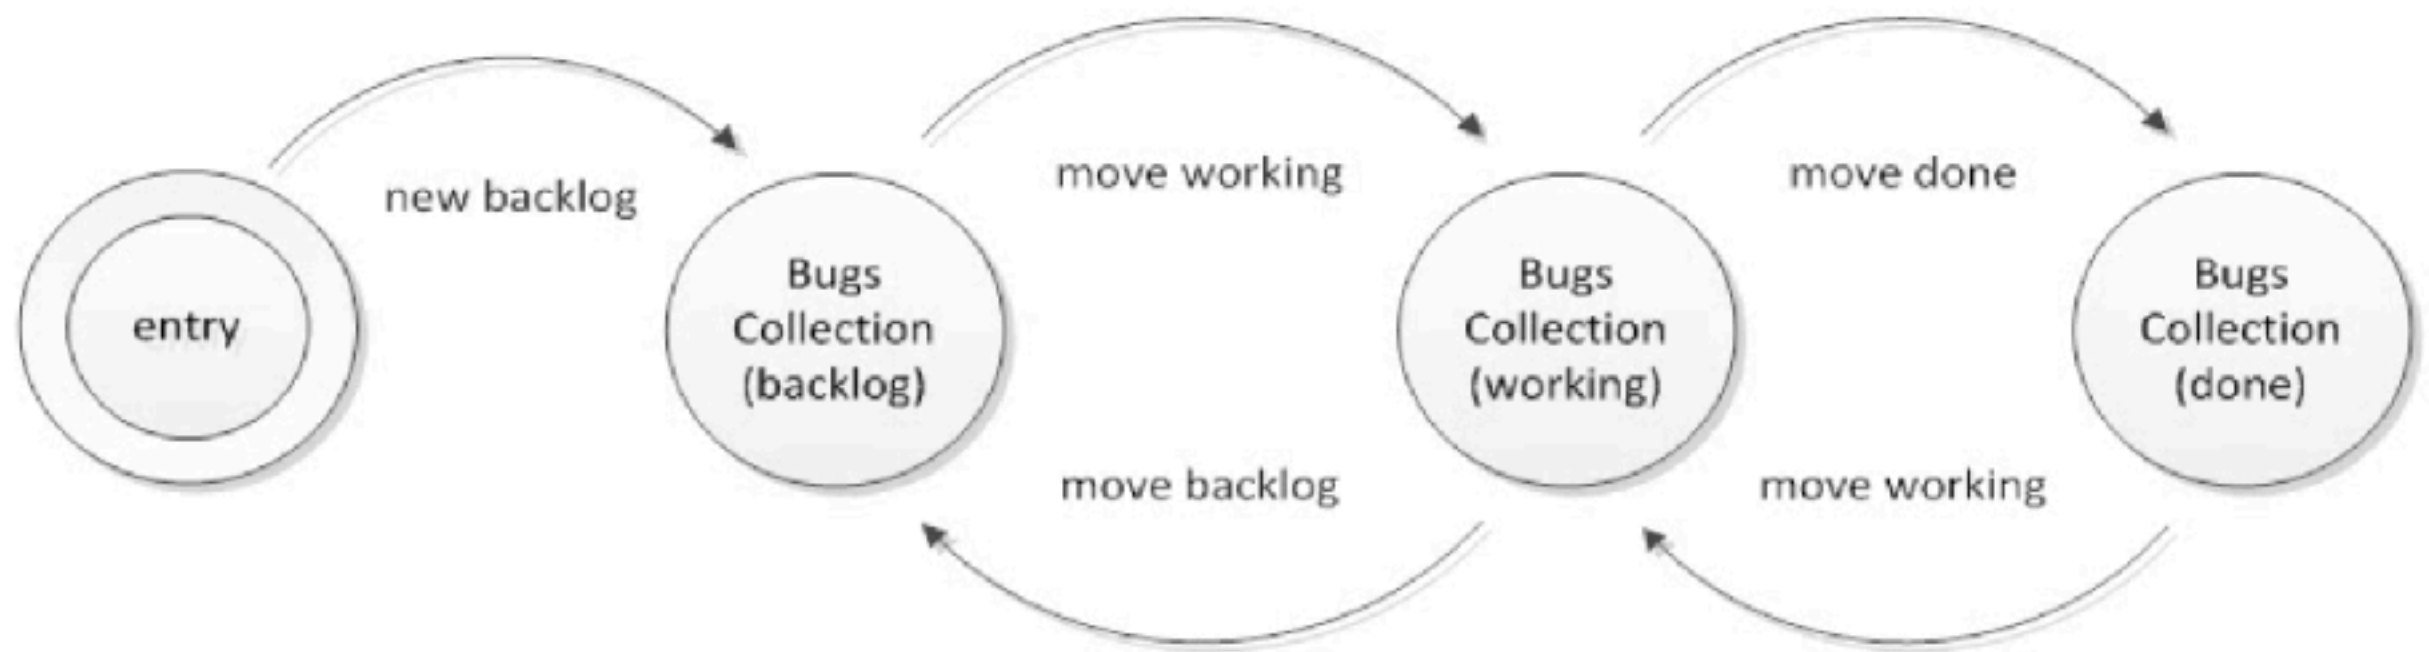 new backlog
move working
move done
entry
Bugs
Collection
(backlog)
Bugs
Collection
(working)
Bugs
Collection
(done)
move backlog
move working